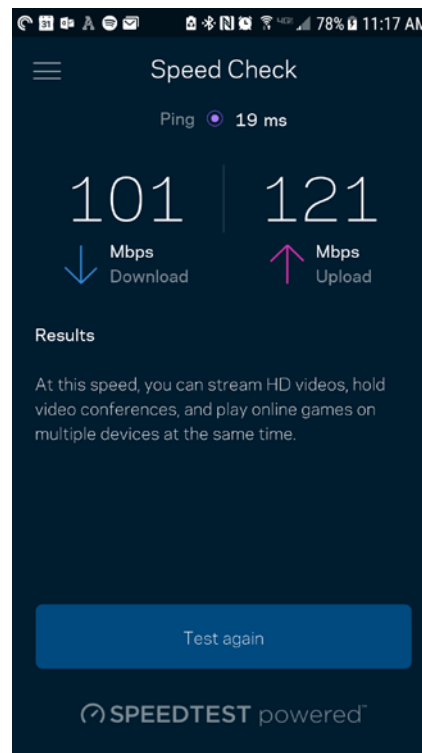 31 78% 11:17 AM
Speed Check
Ping 19 ms
101 121
Mbps Mbps
Download Upload
Results
At this speed, you can stream HD videos, hold
video conferences, and play online games on
multiple devices at the same time.
Test again
SPEEDTEST powered™